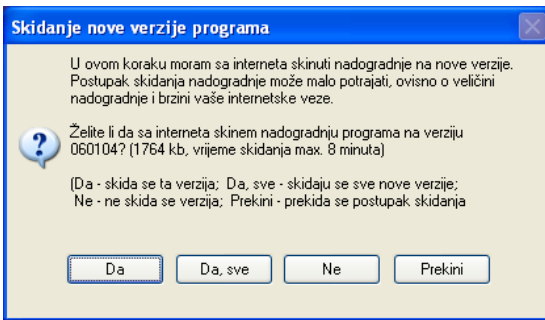 Skidanje nove verzije programa
U ovom koraku moram sa interneta skinuti nadogradnje na nove verzije.
Postupak skidanja nadogradnje može malo potrajati, ovisno o veličini
nadogradnje i brzini vaše internetske veze.
Želite li da sa interneta skinem nadogradnju programa na verziju
060104? (1764 kb, vrijeme skidanja max. 8 minuta)
(Da - skida se ta verzija; Da, sve - skidaju se sve nove verzije;
Ne - ne skida se verzija; Prekini - prekida se postupak skidanja
Da Da, sve Ne Prekini